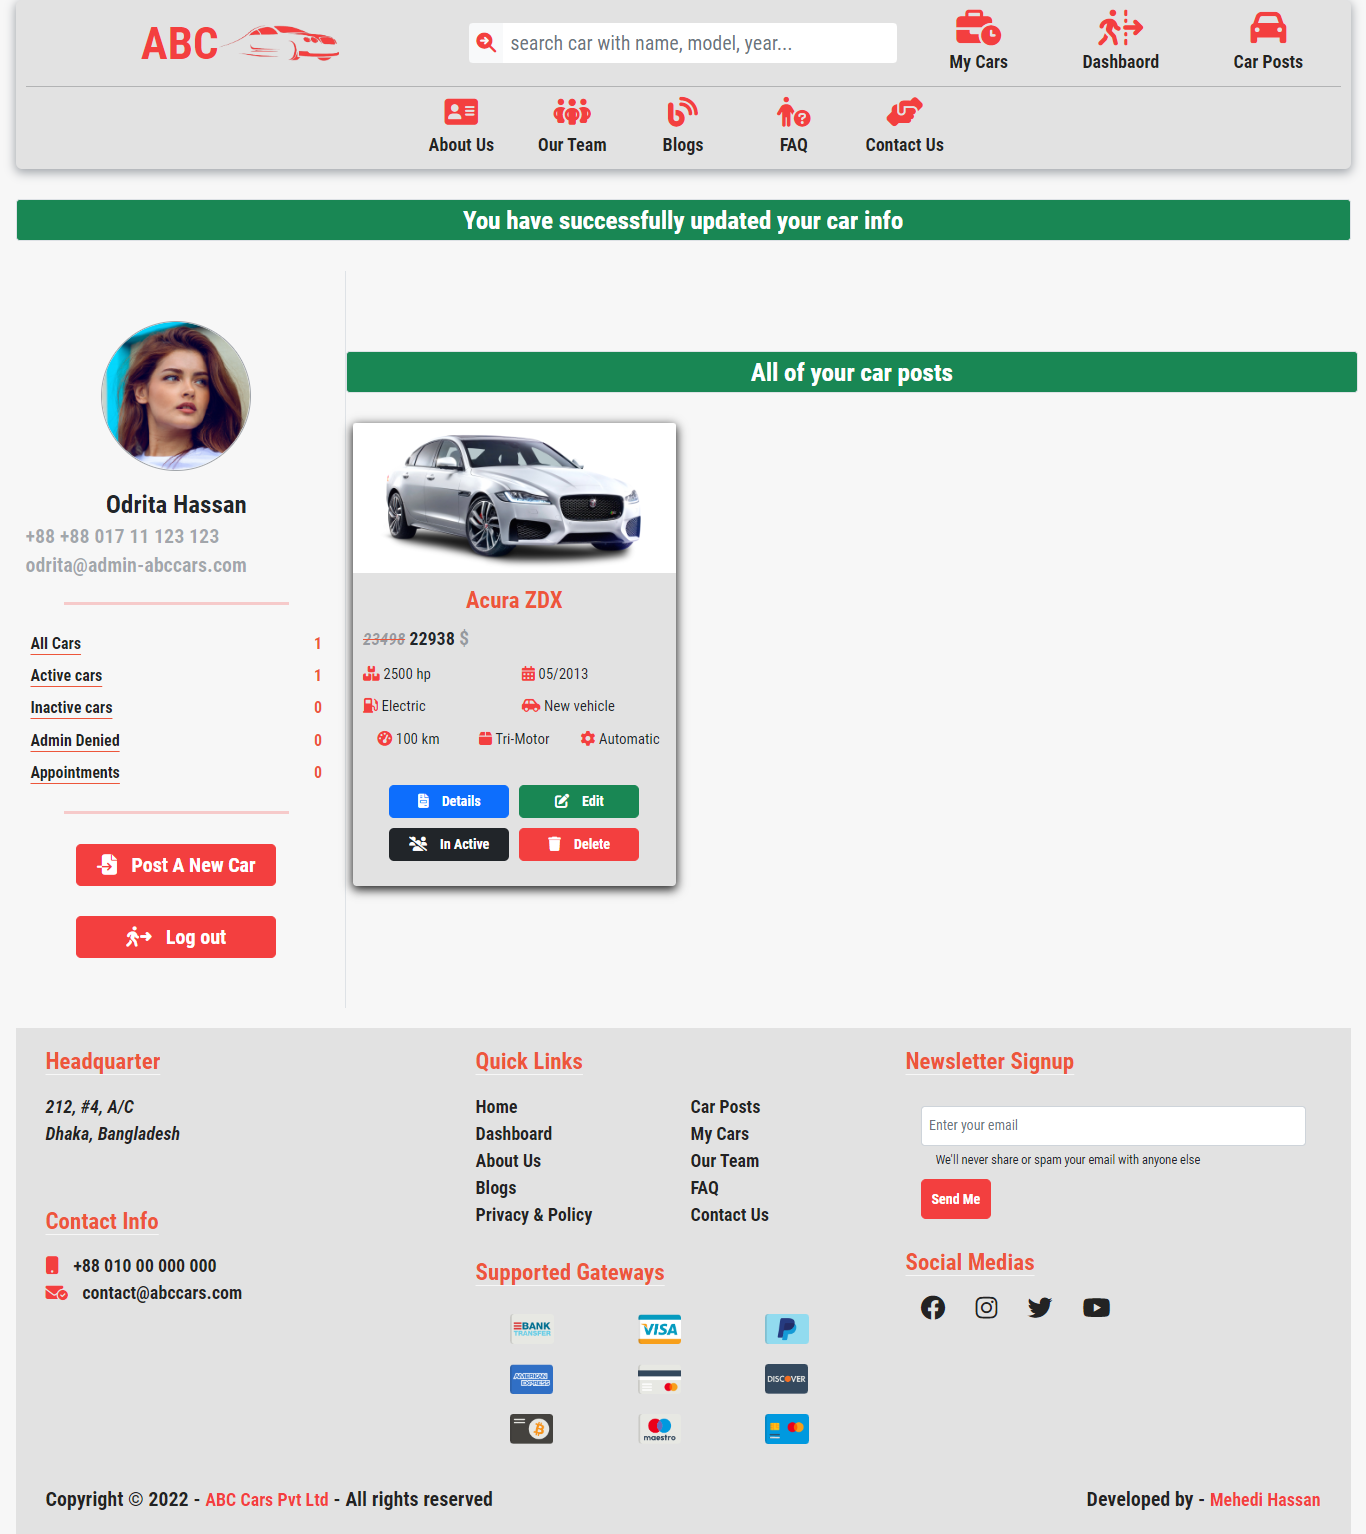 ABC
search car with name, model, year...
My Cars
Dashbaord
Car Posts
About Us
Our Team
Blogs
FAQ
Contact Us
You have successfully updated your car info
Odrita Hassan
+88 +88 017 11 123 123
odrita@admin-abccars.com
All Cars 1
Active cars 1
Inactive cars 0
Admin Denied 0
Appointments 0
Post A New Car
Log out
All of your car posts
Acura ZDX
23498 22938 $
2500 hp
05/2013
Electric
New vehicle
100 km
Tri-Motor
Automatic
Details
Edit
In Active
Delete
Headquarter
212, #4, A/C
Dhaka, Bangladesh
Contact Info
+88 010 00 000 000
contact@abccars.com
Quick Links
Home
Dashboard
About Us
Blogs
Privacy & Policy
Car Posts
My Cars
Our Team
FAQ
Contact Us
Supported Gateways
BANK
TRANSFER
VISA
AMERICAN
EXPRESS
DISCOVER
maestro
Newsletter Signup
Enter your email
We'll never share or spam your email with anyone else
Send Me
Social Medias
Copyright © 2022 - ABC Cars Pvt Ltd - All rights reserved
Developed by - Mehedi Hassan